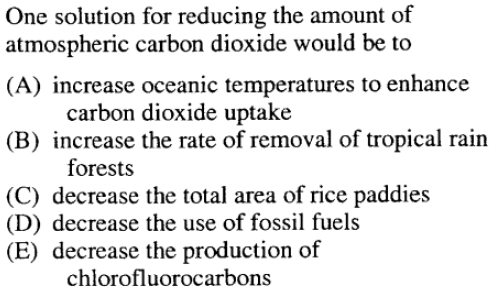 One solution for reducing the amount of
atmospheric carbon dioxide would be to
(A) increase oceanic temperatures to enhance
carbon dioxide uptake
(B) increase the rate of removal of tropical rain
forests
(C) decrease the total area of rice paddies
(D) decrease the use of fossil fuels
(E) decrease the production of
chlorofluorocarbons